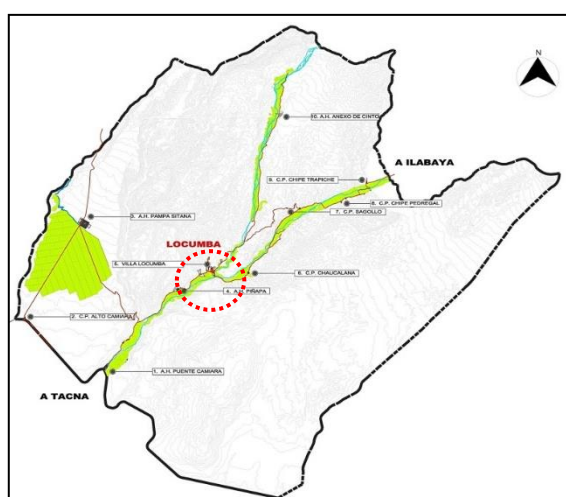 N
10. A.H. ANEXO DE CINTO
A ILABAYA
9. C.P. CHIPE TRAPICHE
8. C.P. CHIPE PEDREGAL
7. C.P. SAGOLLO
3. A.H. PAMPA SITANA
LOCUMBA
5. VILLA LOCUMBA
6. C.P. CHAUCALANA
4. A.H. PIÑAPA
2. C.P. ALTO CAMIARA
1. A.H. PUENTE CAMIARA
A TACNA